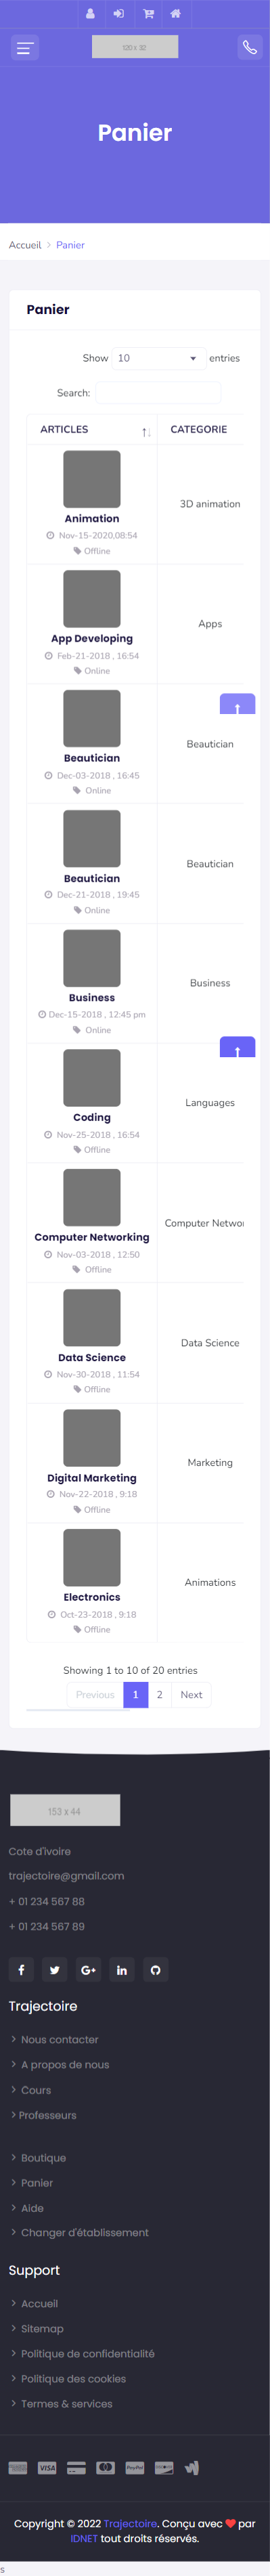 120 x 32
Panier
Accueil > Panier
Panier
Show 10 entries
Search:
ARTICLES CATEGORIE
Animation
Nov-15-2020,08:54
Offline
3D animation
App Developing
Feb-21-2018 , 16:54
Online
Apps
Beautician
Dec-03-2018 , 16:45
Online
Beautician
Beautician
Dec-21-2018 , 19:45
Online
Beautician
Business
Dec-15-2018 , 12:45 pm
Online
Business
Coding
Nov-25-2018 , 16:54
Offline
Languages
Computer Networking
Nov-03-2018 , 12:50
Offline
Computer Networ
Data Science
Nov-30-2018 , 11:54
Offline
Data Science
Digital Marketing
Nov-22-2018 , 9:18
Offline
Marketing
Electronics
Oct-23-2018 , 9:18
Offline
Animations
Showing 1 to 10 of 20 entries
Previous 1 2 Next
153 x 44
Cote d'ivoire
trajectoire@gmail.com
+ 01 234 567 88
+ 01 234 567 89
Trajectoire
Nous contacter
A propos de nous
Cours
Professeurs
Boutique
Panier
Aide
Changer d'établissement
Support
Accueil
Sitemap
Politique de confidentialité
Politique des cookies
Termes & services
VISA PayPal
Copyright © 2022 Trajectoire. Conçu avec ❤ par
IDNET tout droits réservés.
s